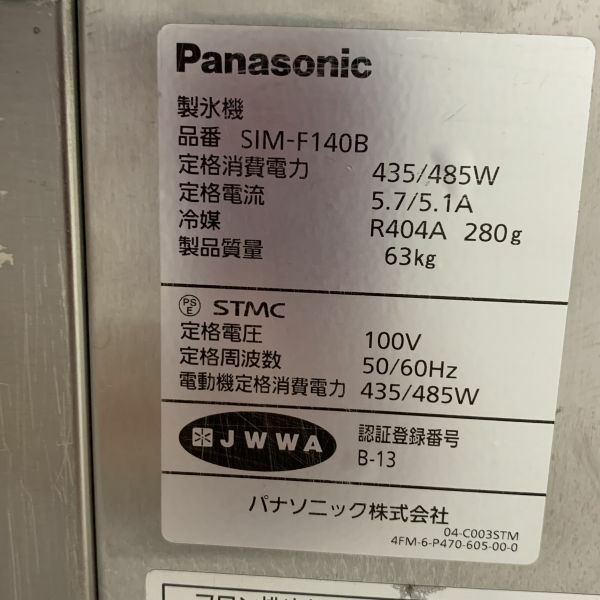 Panasonic
製氷機
品番 SIM-F140B
定格消費電力 435/485W
定格電流 5.7/5.1A
冷媒 R404A 280g
製品質量 63kg
PSE STMC
定格電圧 100V
定格周波数 50/60Hz
電動機定格消費電力 435/485W
JWWA 認証登録番号
B-13
パナソニック株式会社
04-C003STM
4FM-6-P470-605-00-0